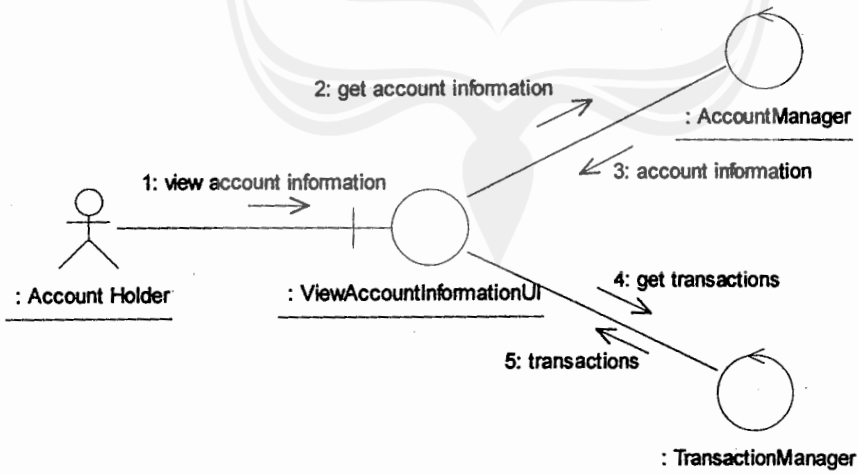 2: get account information
: AccountManager
3: account information
1: view account information
: Account Holder
: ViewAccountInformationUI
4: get transactions
5: transactions
: TransactionManager